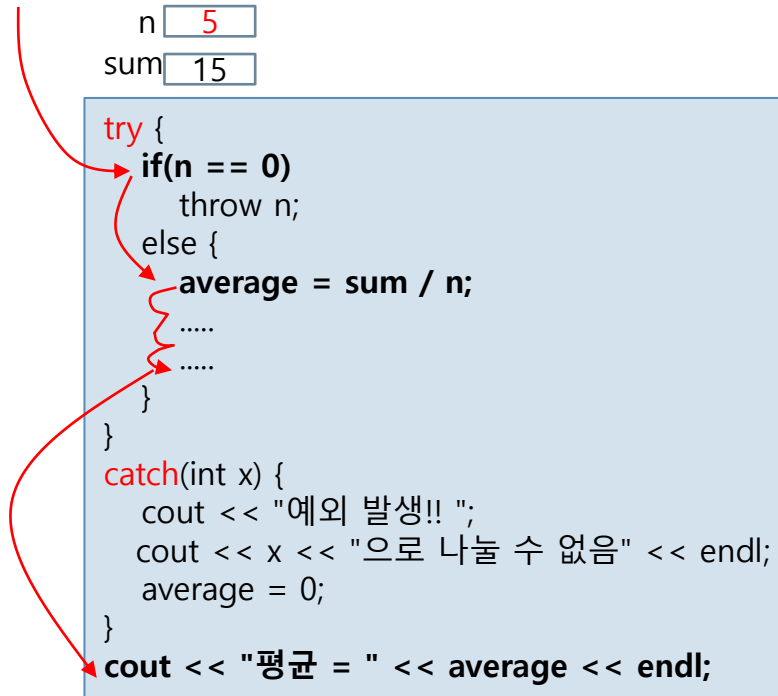 n 5
sum 15
try {
if(n == 0)
throw n;
else {
average = sum / n;
.....
.....
}
}
catch(int x) {
cout << "예외 발생!! ";
cout << x << "으로 나눌 수 없음" << endl;
average = 0;
}
cout << "평균 = " << average << endl;